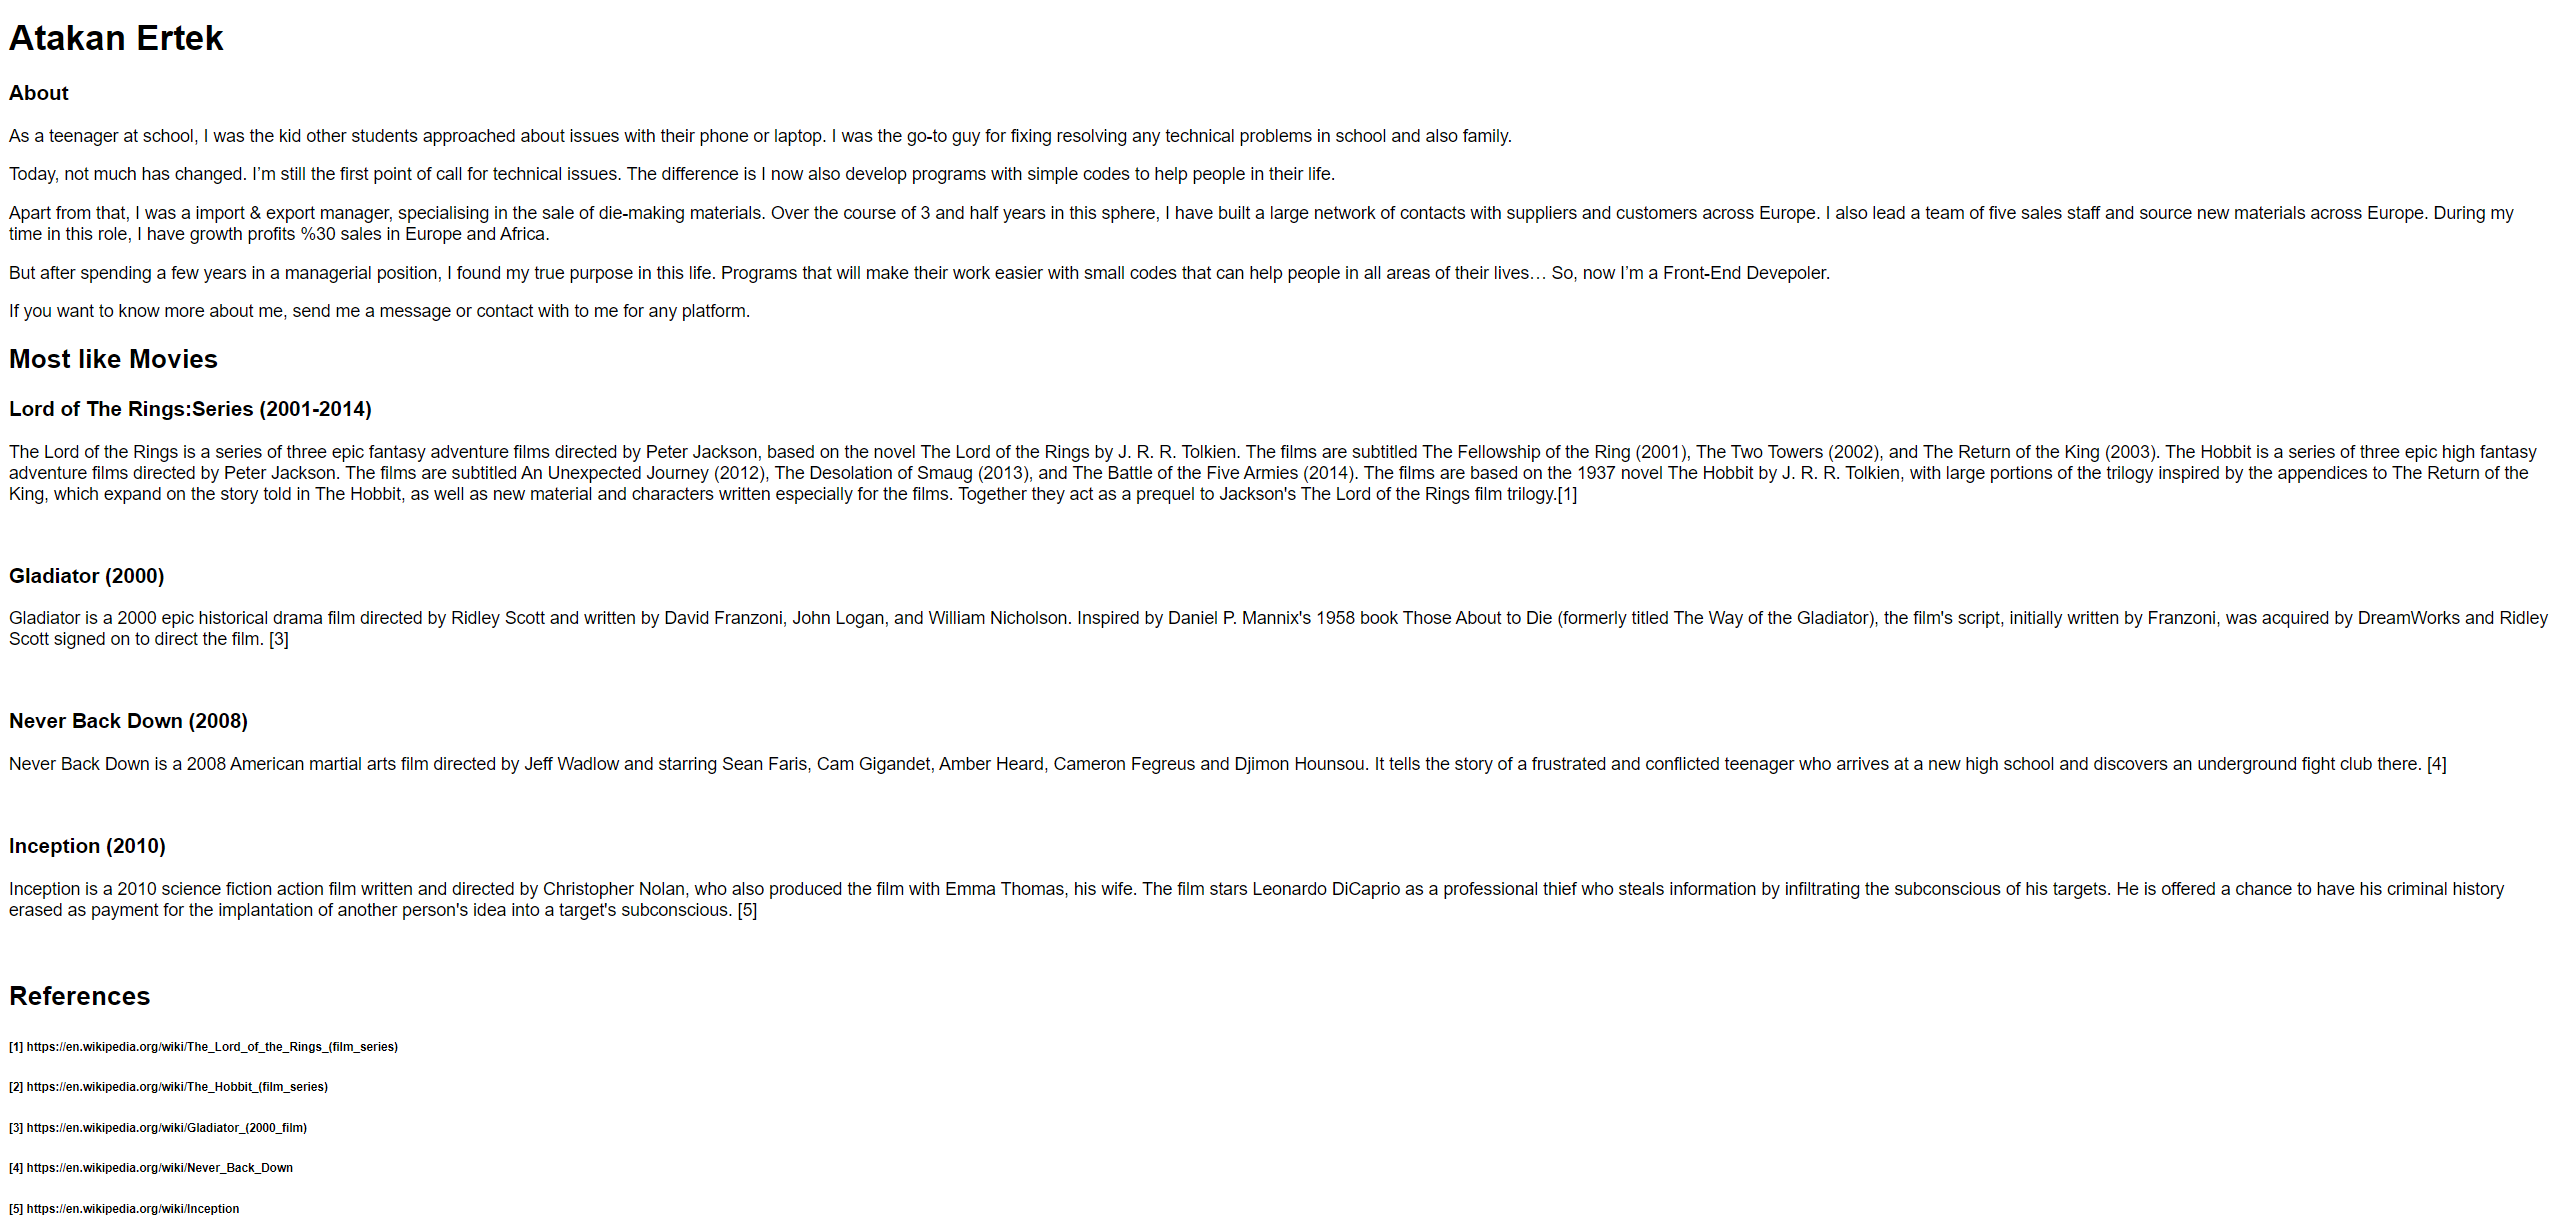 Atakan Ertek
About
As a teenager at school, I was the kid other students approached about issues with their phone or laptop. I was the go-to guy for fixing resolving any technical problems in school and also family.
Today, not much has changed. I’m still the first point of call for technical issues. The difference is I now also develop programs with simple codes to help people in their life.
Apart from that, I was a import & export manager, specialising in the sale of die-making materials. Over the course of 3 and half years in this sphere, I have built a large network of contacts with suppliers and customers across Europe. I also lead a team of five sales staff and source new materials across Europe. During my
time in this role, I have growth profits %30 sales in Europe and Africa.
But after spending a few years in a managerial position, I found my true purpose in this life. Programs that will make their work easier with small codes that can help people in all areas of their lives… So, now I’m a Front-End Devepoler.
If you want to know more about me, send me a message or contact with to me for any platform.
Most like Movies
Lord of The Rings:Series (2001-2014)
The Lord of the Rings is a series of three epic fantasy adventure films directed by Peter Jackson, based on the novel The Lord of the Rings by J. R. R. Tolkien. The films are subtitled The Fellowship of the Ring (2001), The Two Towers (2002), and The Return of the King (2003). The Hobbit is a series of three epic high fantasy
adventure films directed by Peter Jackson. The films are subtitled An Unexpected Journey (2012), The Desolation of Smaug (2013), and The Battle of the Five Armies (2014). The films are based on the 1937 novel The Hobbit by J. R. R. Tolkien, with large portions of the trilogy inspired by the appendices to The Return of the
King, which expand on the story told in The Hobbit, as well as new material and characters written especially for the films. Together they act as a prequel to Jackson's The Lord of the Rings film trilogy.[1]
Gladiator (2000)
Gladiator is a 2000 epic historical drama film directed by Ridley Scott and written by David Franzoni, John Logan, and William Nicholson. Inspired by Daniel P. Mannix's 1958 book Those About to Die (formerly titled The Way of the Gladiator), the film's script, initially written by Franzoni, was acquired by DreamWorks and Ridley
Scott signed on to direct the film. [3]
Never Back Down (2008)
Never Back Down is a 2008 American martial arts film directed by Jeff Wadlow and starring Sean Faris, Cam Gigandet, Amber Heard, Cameron Fegreus and Djimon Hounsou. It tells the story of a frustrated and conflicted teenager who arrives at a new high school and discovers an underground fight club there. [4]
Inception (2010)
Inception is a 2010 science fiction action film written and directed by Christopher Nolan, who also produced the film with Emma Thomas, his wife. The film stars Leonardo DiCaprio as a professional thief who steals information by infiltrating the subconscious of his targets. He is offered a chance to have his criminal history
erased as payment for the implantation of another person's idea into a target's subconscious. [5]
References
[1] https://en.wikipedia.org/wiki/The_Lord_of_the_Rings_(film_series)
[2] https://en.wikipedia.org/wiki/The_Hobbit_(film_series)
[3] https://en.wikipedia.org/wiki/Gladiator_(2000_film)
[4] https://en.wikipedia.org/wiki/Never_Back_Down
[5] https://en.wikipedia.org/wiki/Inception